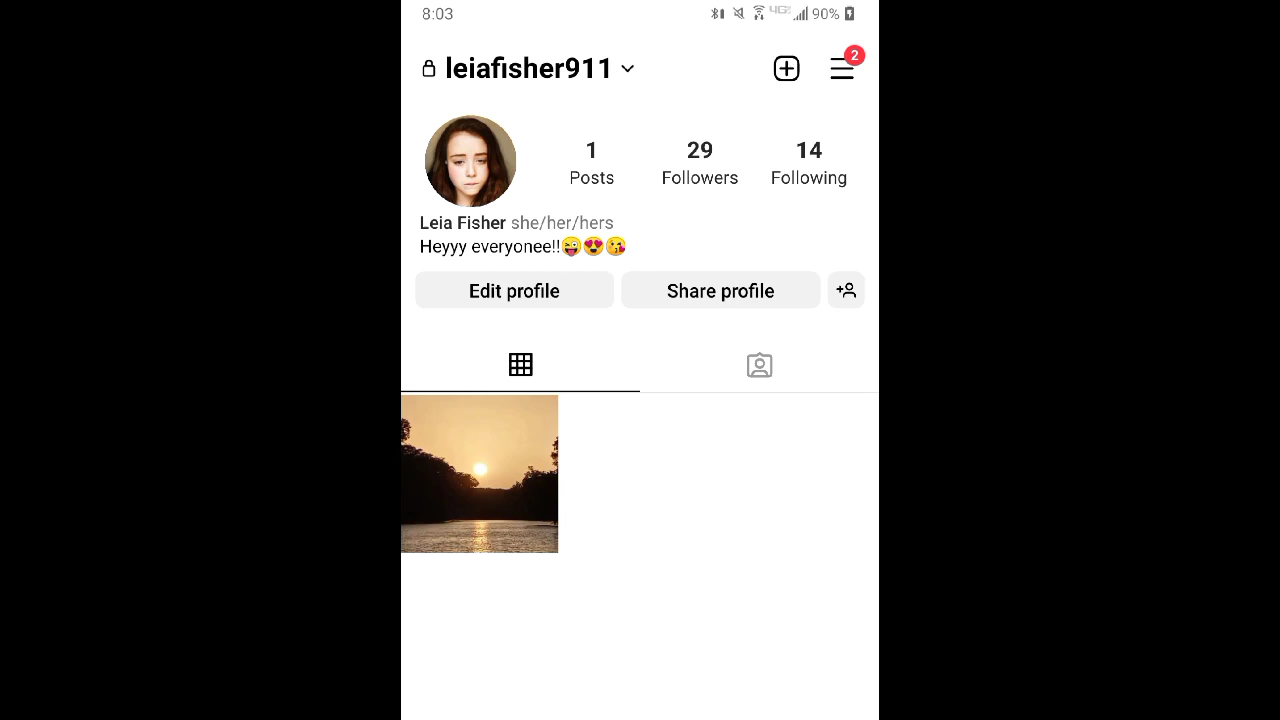 8:03 4G 90%
leiafisher911 2
1 29 14
Posts Followers Following
Leia Fisher she/her/hers
Heyyy everyonee!!😜😍😘
Edit profile Share profile